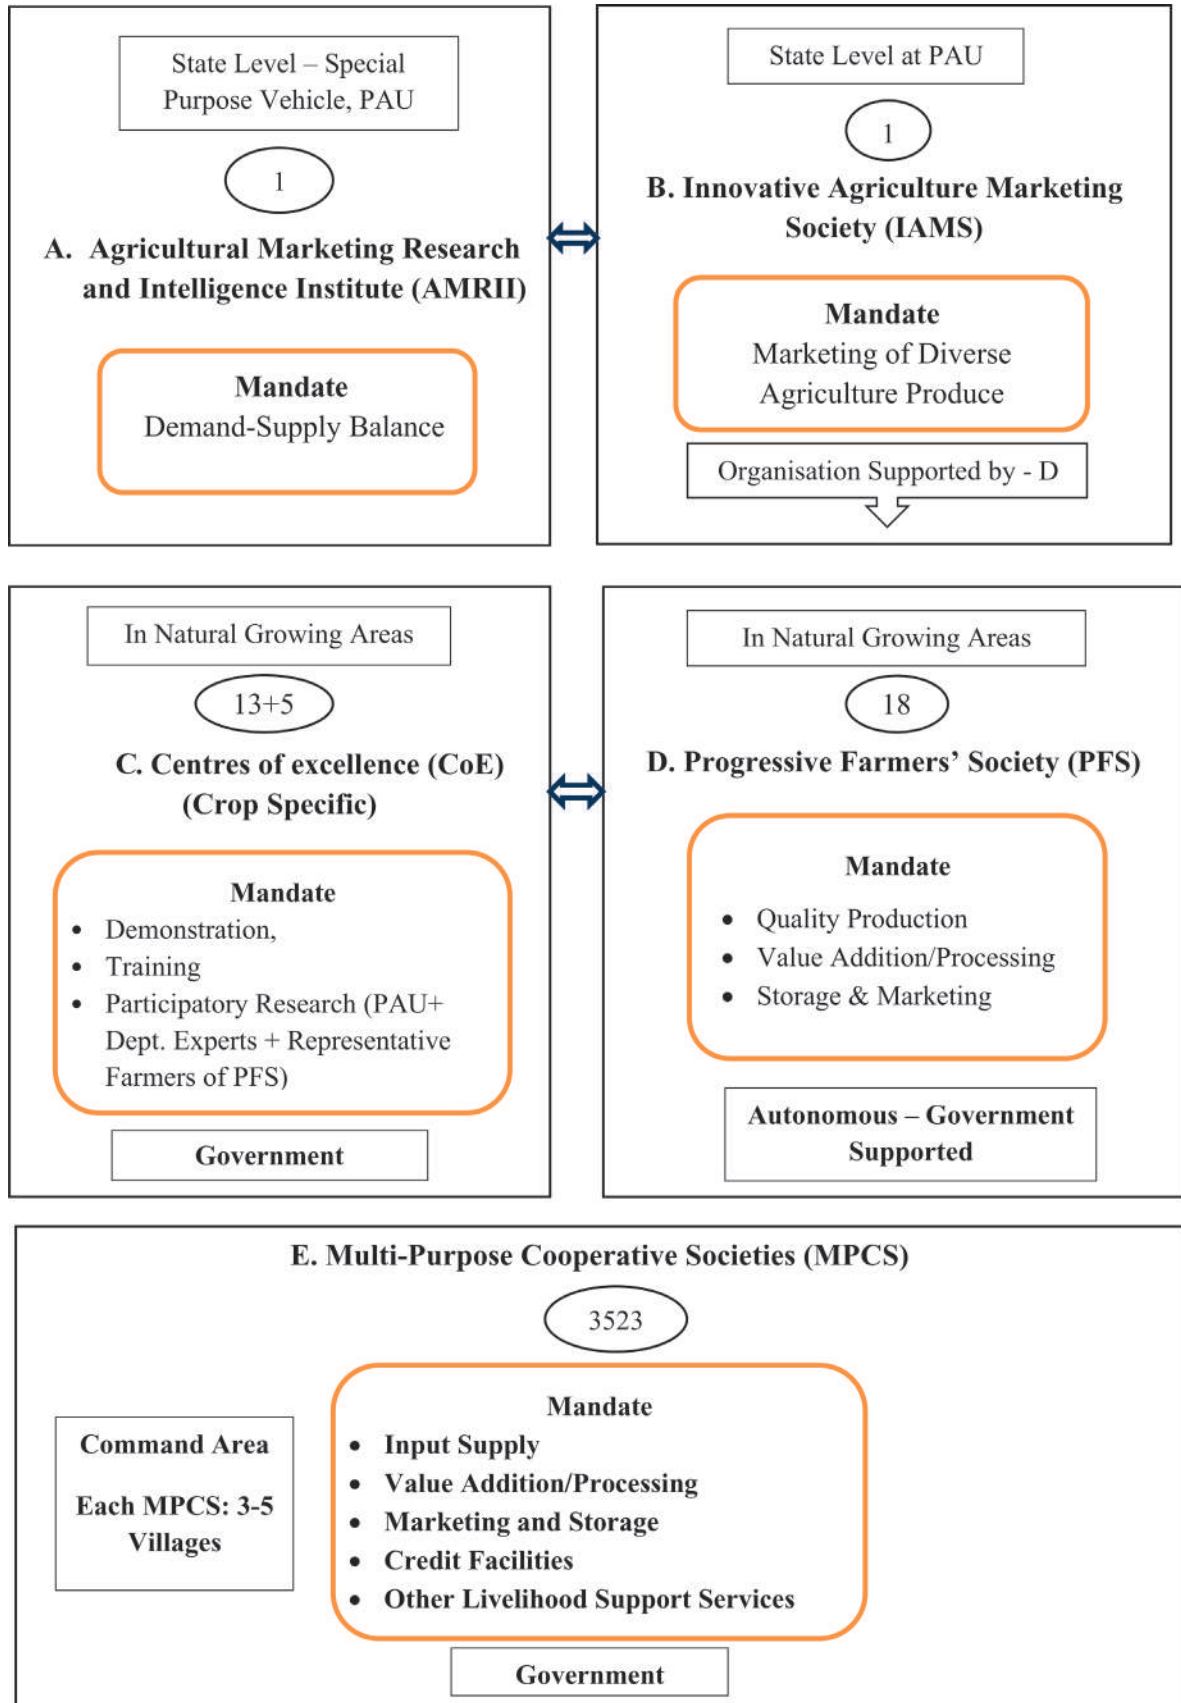 State Level – Special
Purpose Vehicle, PAU
1
A. Agricultural Marketing Research
and Intelligence Institute (AMRII)
Mandate
Demand-Supply Balance
State Level at PAU
1
B. Innovative Agriculture Marketing
Society (IAMS)
Mandate
Marketing of Diverse
Agriculture Produce
Organisation Supported by - D
In Natural Growing Areas
13+5
C. Centres of excellence (CoE)
(Crop Specific)
Mandate
• Demonstration,
• Training
• Participatory Research (PAU+
Dept. Experts + Representative
Farmers of PFS)
Government
In Natural Growing Areas
18
D. Progressive Farmers’ Society (PFS)
Mandate
• Quality Production
• Value Addition/Processing
• Storage & Marketing
Autonomous – Government
Supported
E. Multi-Purpose Cooperative Societies (MPCS)
3523
Command Area
Each MPCS: 3-5
Villages
Mandate
• Input Supply
• Value Addition/Processing
• Marketing and Storage
• Credit Facilities
• Other Livelihood Support Services
Government